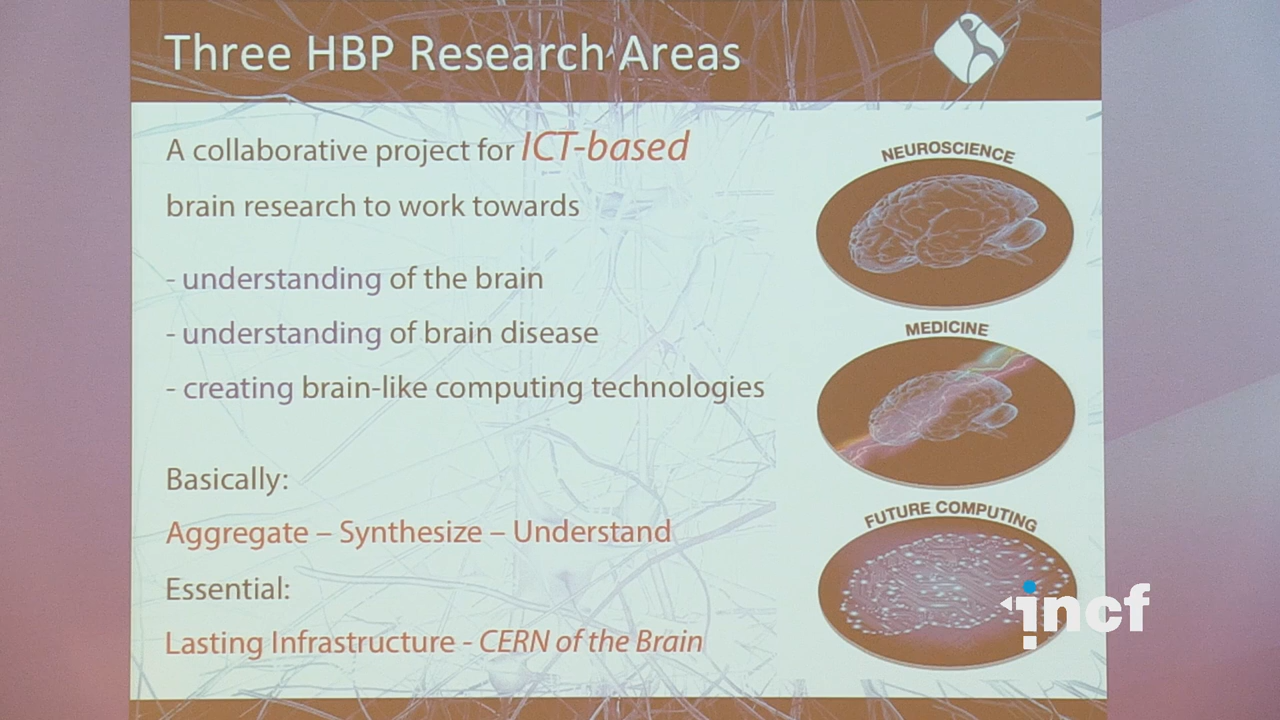 Three HBP Research Areas
A collaborative project for ICT-based
brain research to work towards
- understanding of the brain
- understanding of brain disease
- creating brain-like computing technologies
Basically:
Aggregate – Synthesize – Understand
Essential:
Lasting Infrastructure - CERN of the Brain
NEUROSCIENCE
MEDICINE
FUTURE COMPUTING
incf